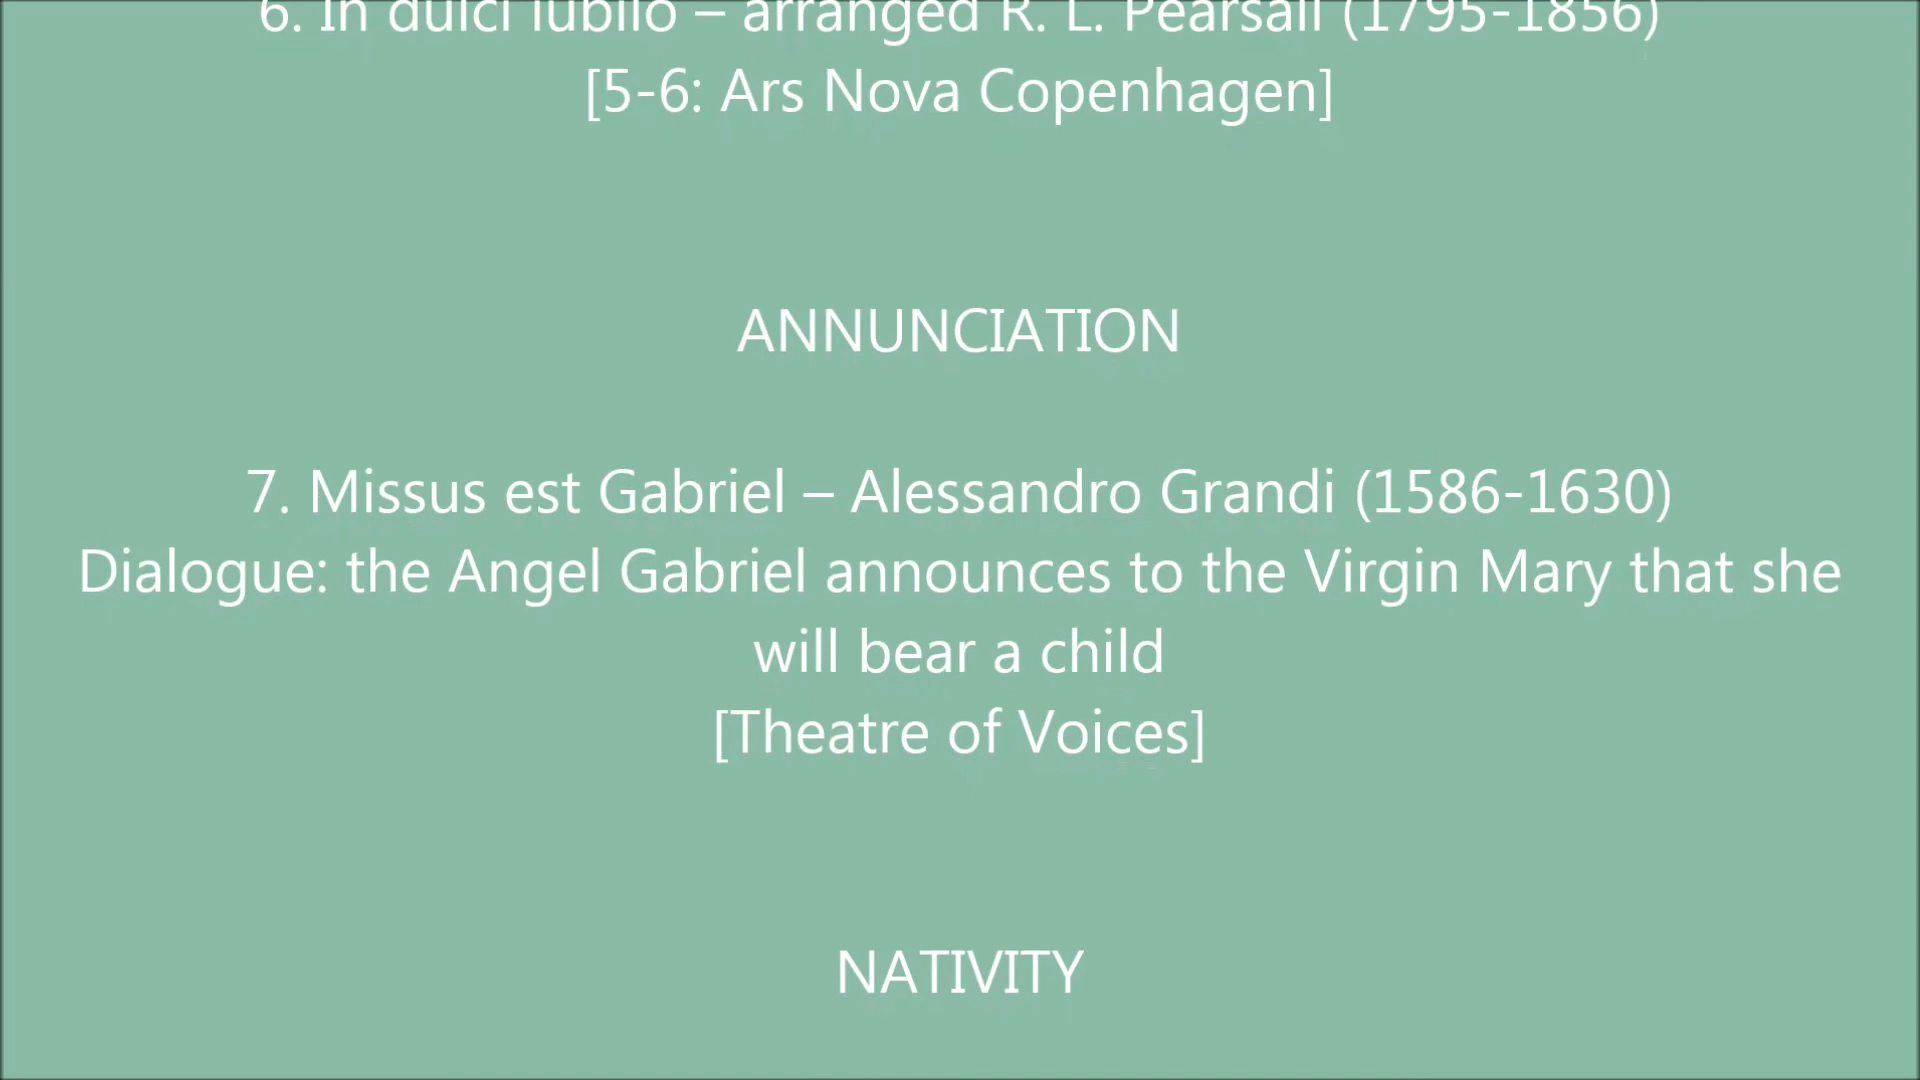 6. In dulci iubilo – arranged R. L. Pearsall (1795-1856)
[5-6: Ars Nova Copenhagen]
ANNUNCIATION
7. Missus est Gabriel – Alessandro Grandi (1586-1630)
Dialogue: the Angel Gabriel announces to the Virgin Mary that she
will bear a child
[Theatre of Voices]
NATIVITY